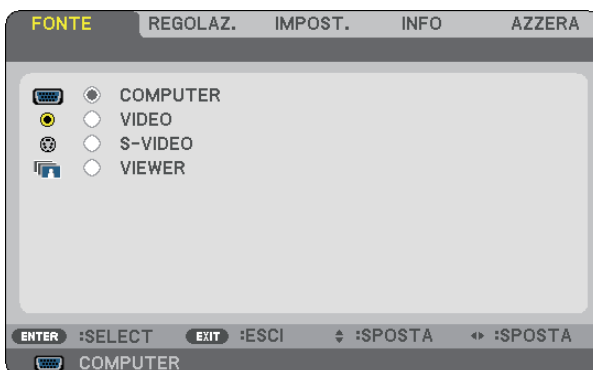 FONTE REGOLAZ. IMPOST. INFO AZZERA
COMPUTER
VIDEO
S-VIDEO
VIEWER
ENTER :SELECT EXIT :ESCI :SPOSTA :SPOSTA
COMPUTER